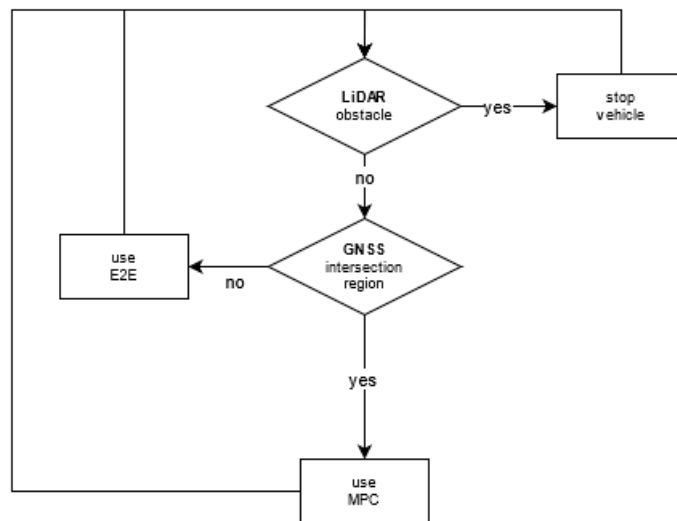 LiDAR
obstacle
yes
stop
vehicle
no
GNSS
intersection
region
no
use
E2E
yes
use
MPC